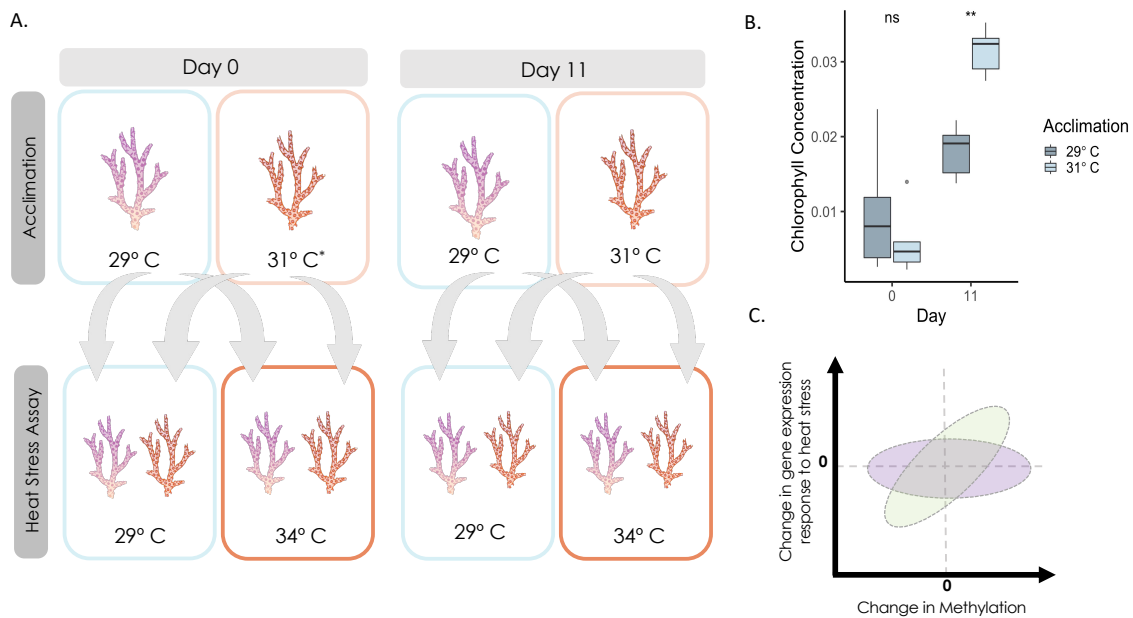 A.
Day 0
Day 11
Acclimation
29° C
31° C*
29° C
31° C
Heat Stress Assay
29° C
34° C
29° C
34° C
B.
ns
**
Chlorophyll Concentration
0.03
0.02
0.01
0
11
Day
Acclimation
29° C
31° C
C.
Change in gene expression
response to heat stress
0
0
Change in Methylation